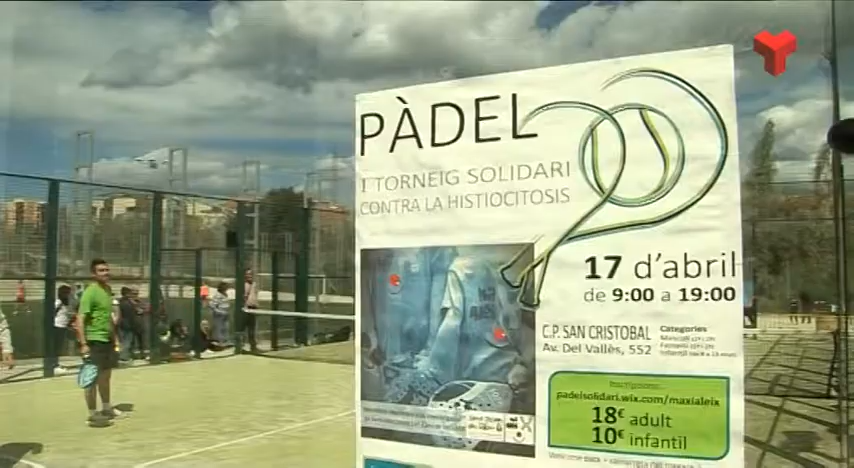 PÀDEL
I TORNEIG SOLIDARI
CONTRA LA HISTIOCITOSIS
17 d'abril
de 9:00 a 19:00
C.P. SAN CRISTOBAL
Av. Del Vallès, 552
Categories
Inscripcions
padelsolidari.wix.com/maxialeix
18€ adult
10€ infantil